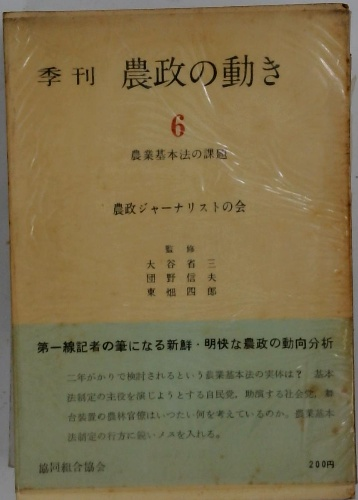 季刊 農政の動き
6
農業基本法の課題
農政ジャーナリストの会
監修
大谷省三
団野信夫
東畑四郎
第一線記者の筆になる新鮮・明快な農政の動向分析
二年がかりで検討されるという農業基本法の実体は？ 基本
法制定の主役を演じようとする自民党、助演する社会党、舞
台装置の農林官僚はいつたい何を考えているのか。農業基本
法制定の行方に鋭いメスを入れる。
協同組合協会
200円